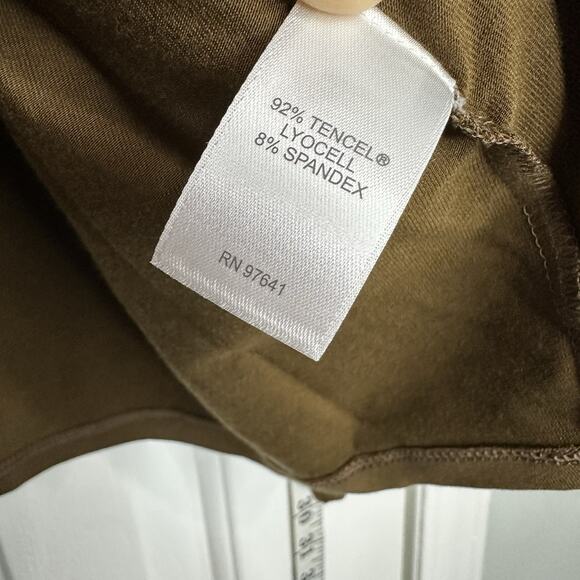 92% TENCEL®
LYOCELL
8% SPANDEX
RN 97641